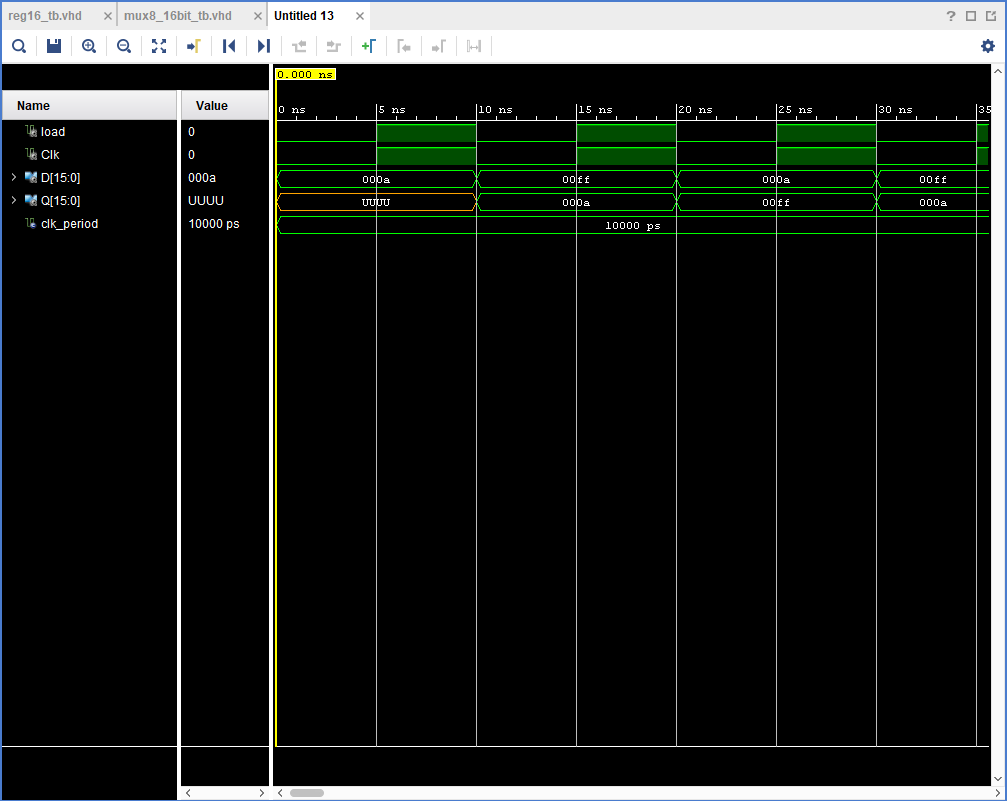 reg16_tb.vhd × mux8_16bit_tb.vhd × Untitled 13 × ?
0.000 ns
Name Value
0 ns 5 ns 10 ns 15 ns 20 ns 25 ns 30 ns 35
load 0
Clk 0
D[15:0] 000a 000a 00ff 000a 00ff
Q[15:0] UUUU UUUU 000a 00ff 000a
clk_period 10000 ps 10000 ps